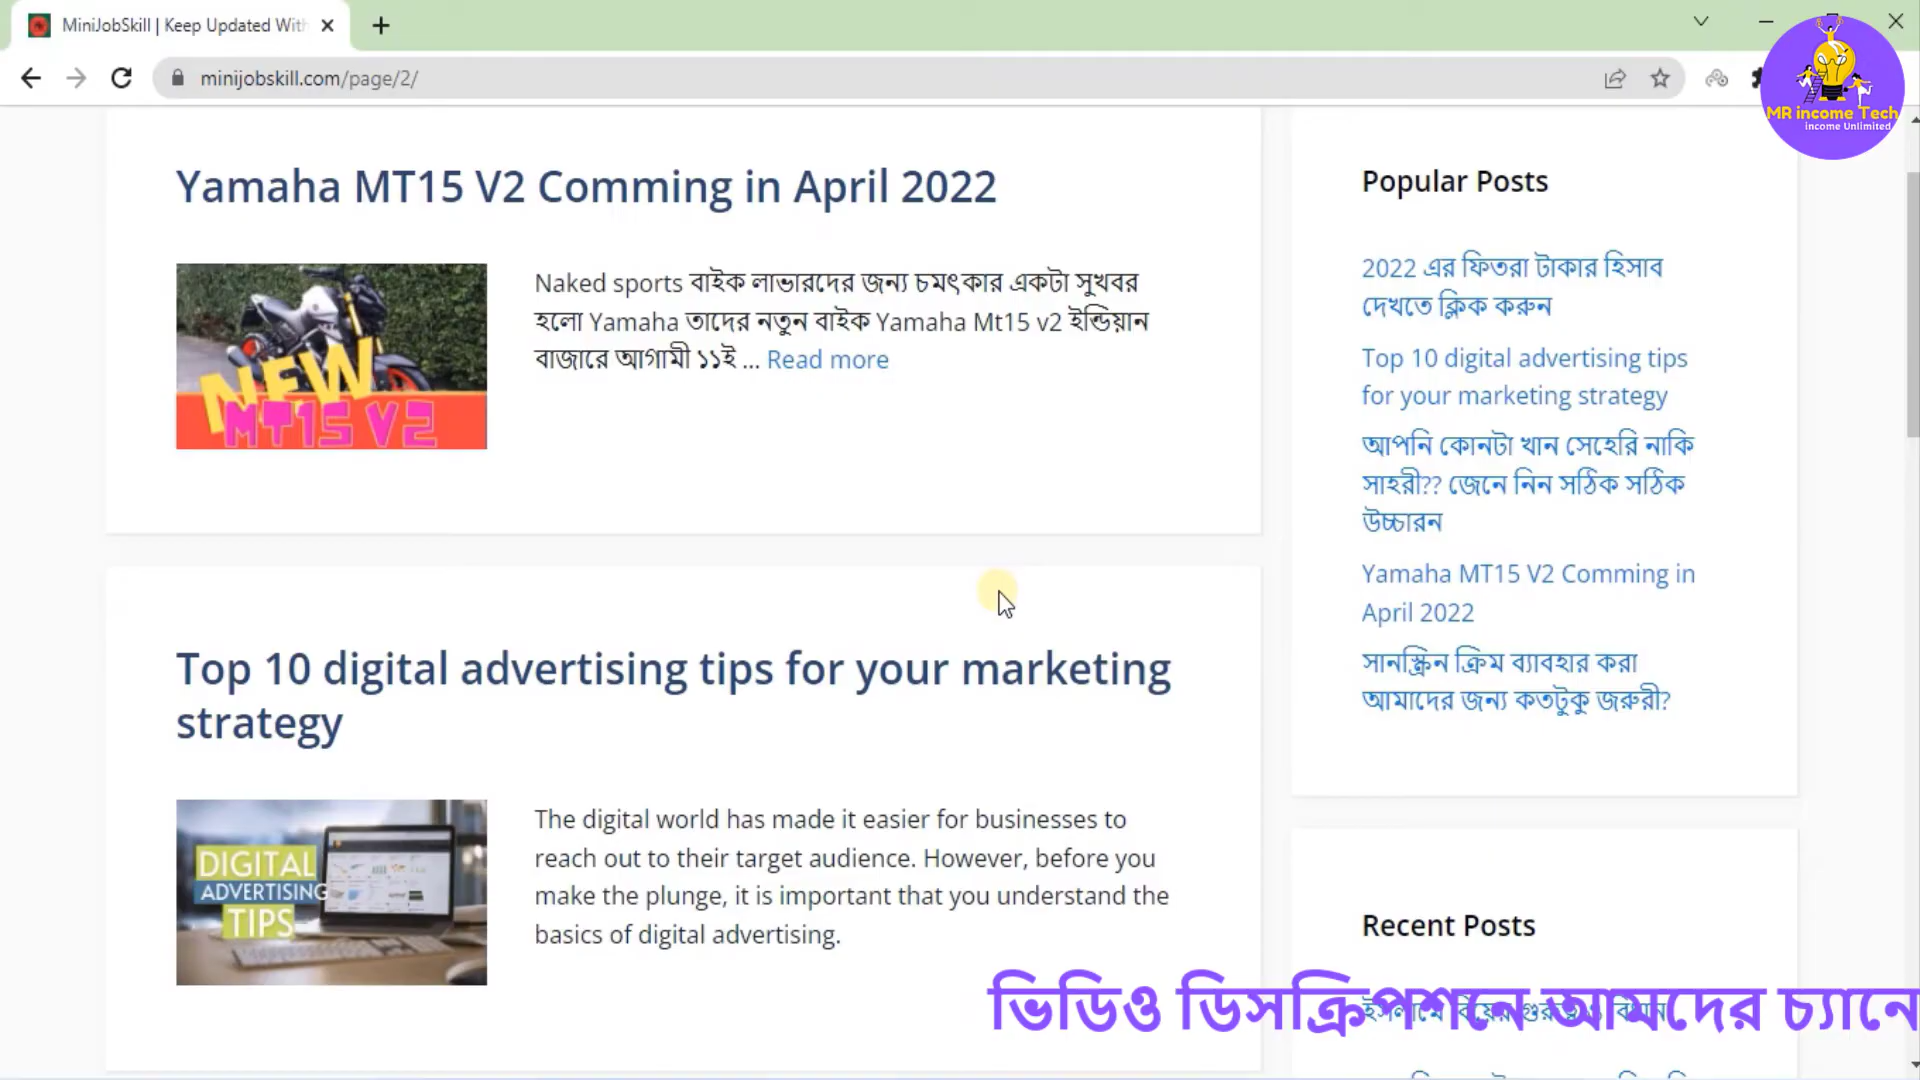 MiniJobSkill | Keep Updated With
minijobskill.com/page/2/
MR income Tech
income Unlimited
Yamaha MT15 V2 Comming in April 2022
NEW
MT15 V2
Naked sports বাইক লাভারদের জন্য চমৎকার একটা সুখবর
হলো Yamaha তাদের নতুন বাইক Yamaha Mt15 v2 ইন্ডিয়ান
বাজারে আগামী ১১ই ... Read more
Top 10 digital advertising tips for your marketing
strategy
DIGITAL
ADVERTISING
TIPS
The digital world has made it easier for businesses to
reach out to their target audience. However, before you
make the plunge, it is important that you understand the
basics of digital advertising.
Popular Posts
2022 এর ফিতরা টাকার হিসাব
দেখতে ক্লিক করুন
Top 10 digital advertising tips
for your marketing strategy
আপনি কোনটা খান সেহেরি নাকি
সাহরী?? জেনে নিন সঠিক সঠিক
উচ্চারন
Yamaha MT15 V2 Comming in
April 2022
সানস্ক্রিন ক্রিম ব্যাবহার করা
আমাদের জন্য কতটুকু জরুরী?
Recent Posts
ভিডিও ডিসক্রিপশনে আমদের চ্যানে